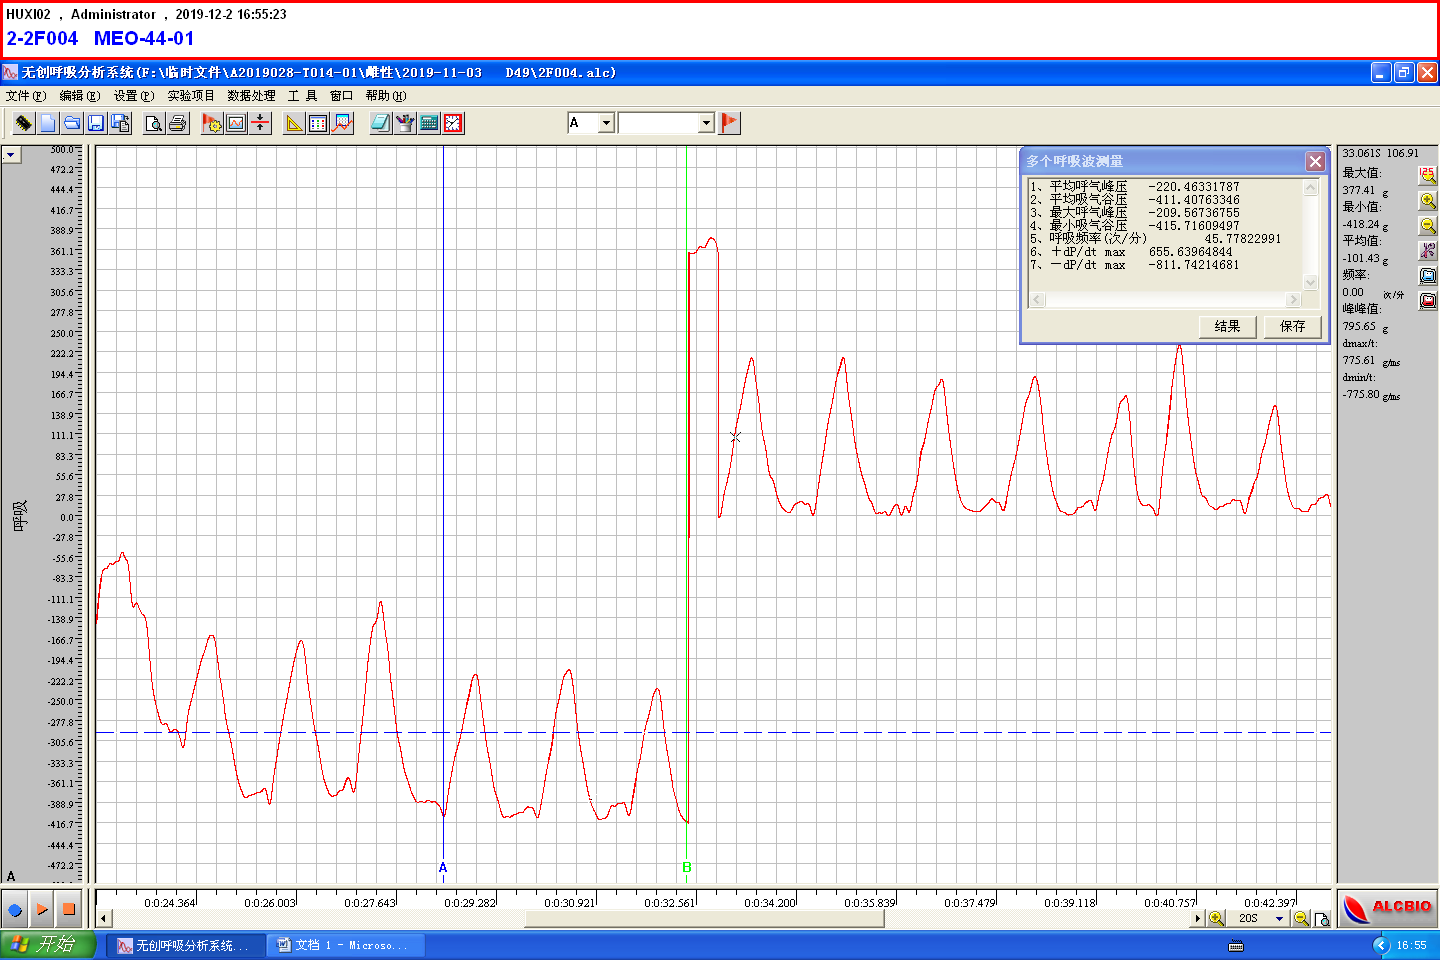 HUXI02 , Administrator , 2019-12-2 16:55:23
2-2F004 MEO-44-01
无创呼吸分析系统(F:\临时文件\A2019028-T014-01\雌性\2019-11-03 D49\2F004.alc)
文件(F) 编辑(E) 设置(P) 实验项目 数据处理 工 具 窗口 帮助(H)
A
500.0
472.2
444.4
416.7
388.9
361.1
333.3
305.6
277.8
250.0
222.2
194.4
166.7
138.9
111.1
83.3
55.6
27.8
0.0
-27.8
-55.6
-83.3
-111.1
-138.9
-166.7
-194.4
-222.2
-250.0
-277.8
-305.6
-333.3
-361.1
-388.9
-416.7
-444.4
-472.2
呼吸
A
A
B
多个呼吸波测量
1、平均呼气峰压 -220.46331787
2、平均吸气谷压 -411.40763346
3、最大呼气峰压 -209.56736755
4、最小吸气谷压 -415.71609497
5、呼吸频率(次/分) 45.77822991
6、＋dP/dt max 655.63964844
7、－dP/dt max -811.74214681
结果 保存
33.061S 106.91
最大值:
377.41 g
最小值:
-418.24 g
平均值:
-101.43 g
频率:
0.00 次/分
峰峰值:
795.65 g
dmax/t:
775.61 g/ms
dmin/t:
-775.80 g/ms
125
0:0:24.364 0:0:26.003 0:0:27.643 0:0:29.282 0:0:30.921 0:0:32.561 0:0:34.200 0:0:35.839 0:0:37.479 0:0:39.118 0:0:40.757 0:0:42.397
20S
ALCBIO
开始 无创呼吸分析系统... 文档 1 - Microso... 16:55